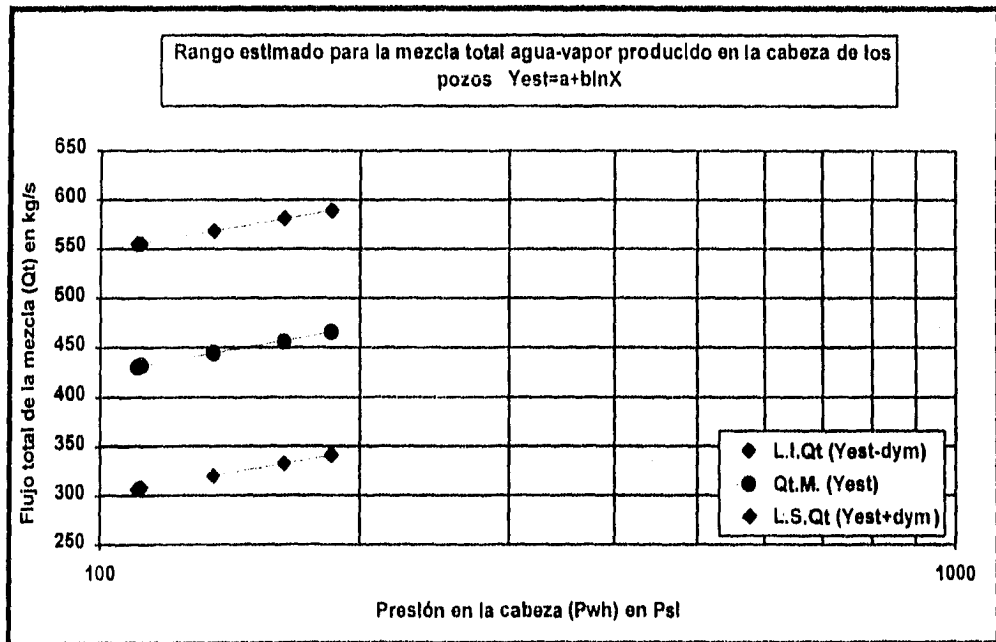 Rango estimado para la mezcla total agua-vapor producido en la cabeza de los
pozos Yest=a+blnX
Flujo total de la mezcla (Qt) en kg/s
650
600
550
500
450
400
350
300
250
100
1000
L.I.Qt (Yest-dym)
Qt.M. (Yest)
L.S.Qt (Yest+dym)
Presión en la cabeza (Pwh) en Psi